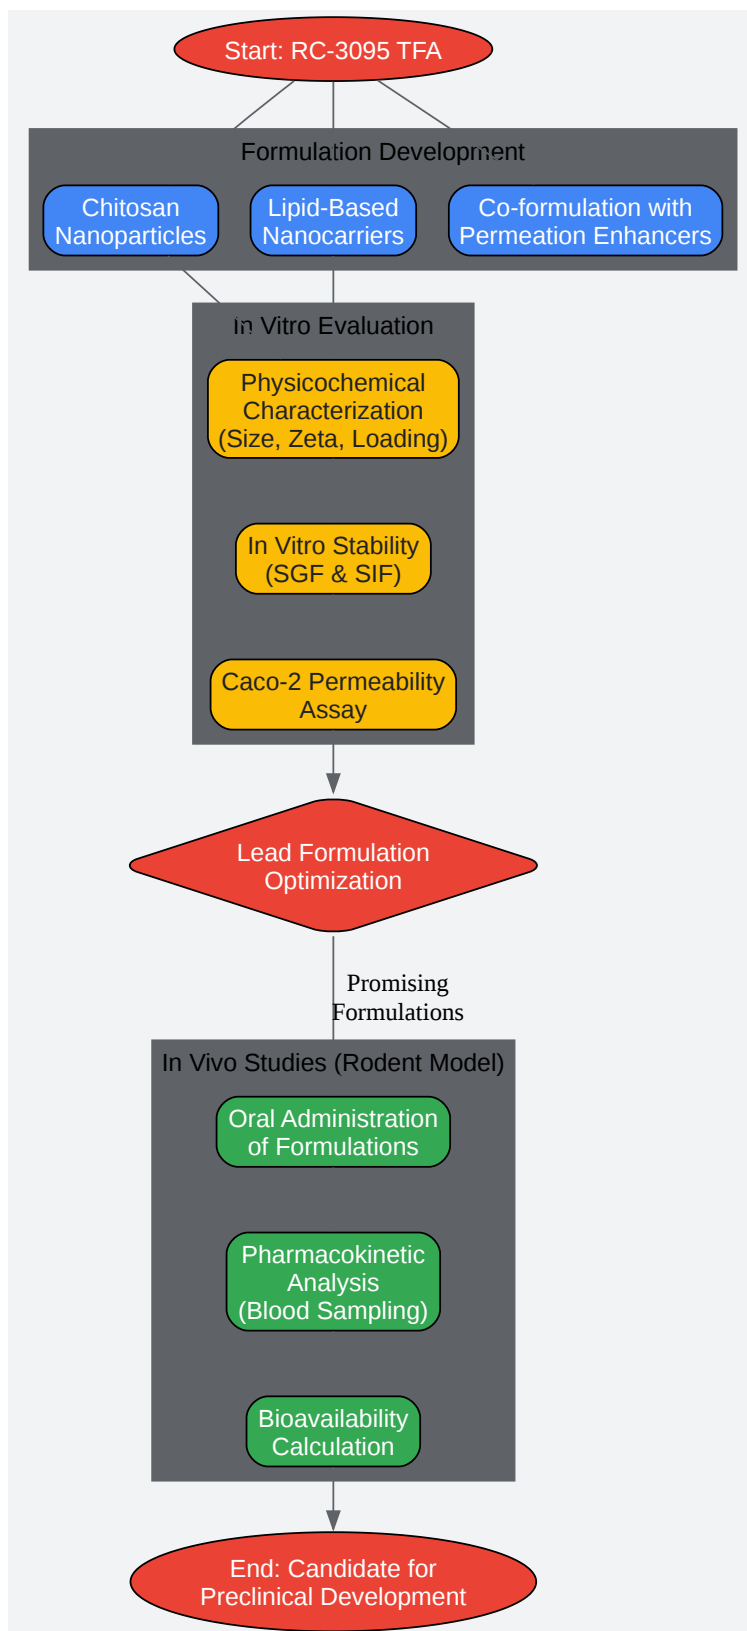 Start: RC-3095 TFA
Formulation Development
Chitosan
Nanoparticles
Lipid-Based
Nanocarriers
Co-formulation with
Permeation Enhancers
In Vitro Evaluation
Physicochemical
Characterization
(Size, Zeta, Loading)
In Vitro Stability
(SGF & SIF)
Caco-2 Permeability
Assay
Lead Formulation
Optimization
Promising
Formulations
In Vivo Studies (Rodent Model)
Oral Administration
of Formulations
Pharmacokinetic
Analysis
(Blood Sampling)
Bioavailability
Calculation
End: Candidate for
Preclinical Development